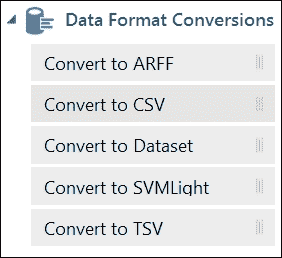 Data Format Conversions
Convert to ARFF
Convert to CSV
Convert to Dataset
Convert to SVMLight
Convert to TSV